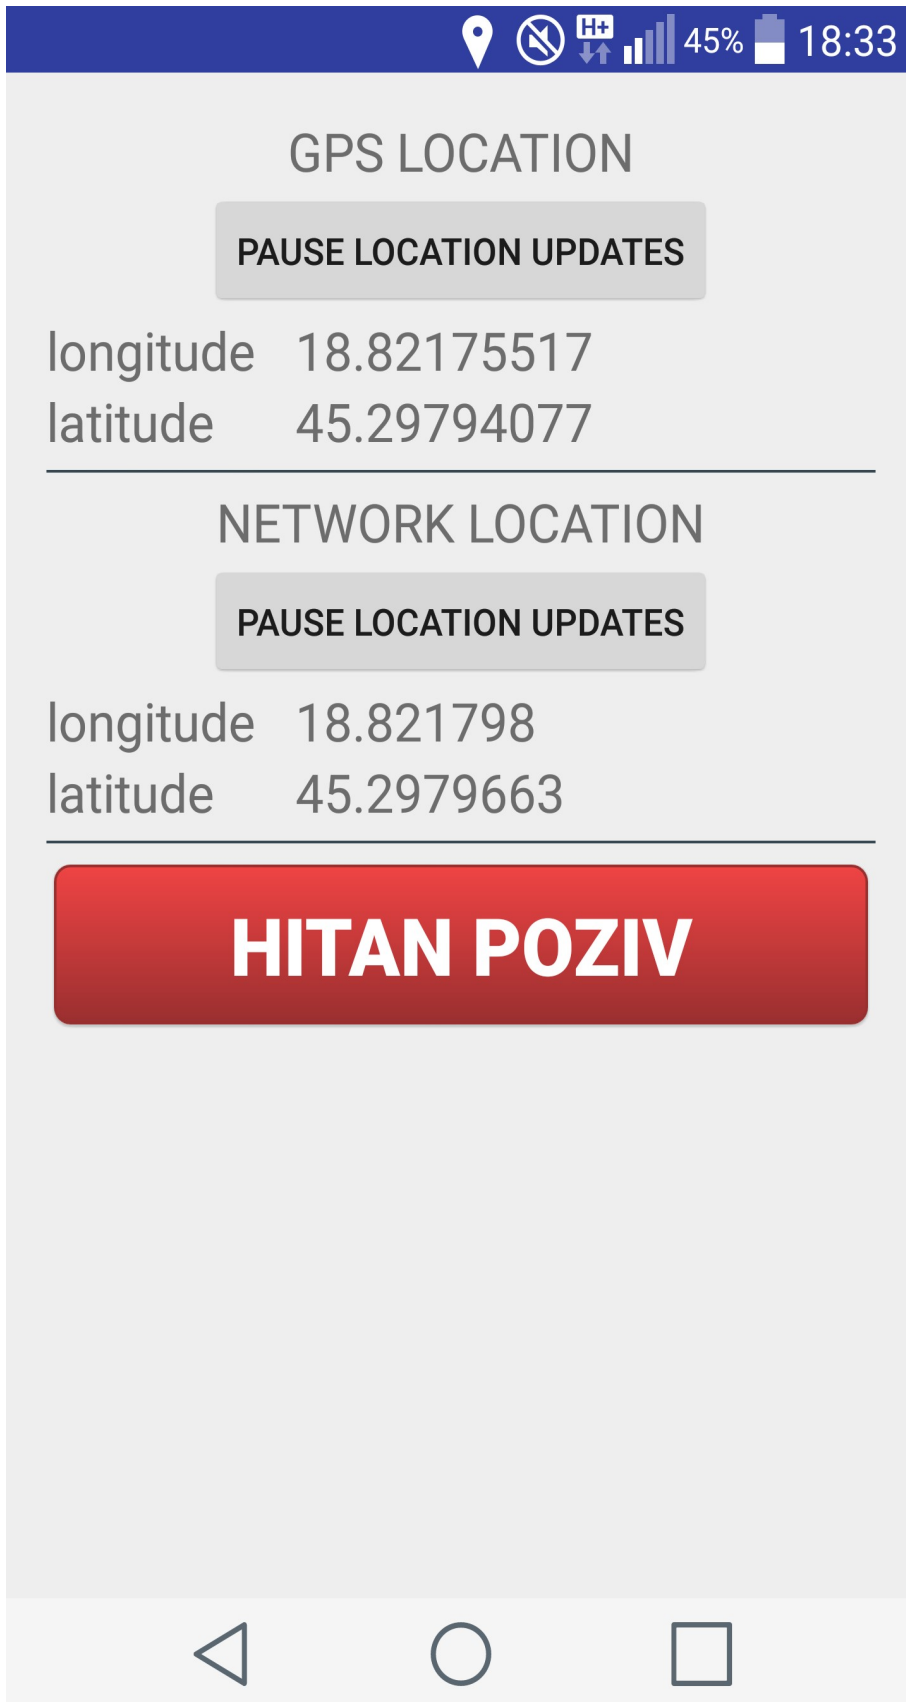 H+ 45% 18:33
GPS LOCATION
PAUSE LOCATION UPDATES
longitude 18.82175517
latitude 45.29794077
NETWORK LOCATION
PAUSE LOCATION UPDATES
longitude 18.821798
latitude 45.2979663
HITAN POZIV